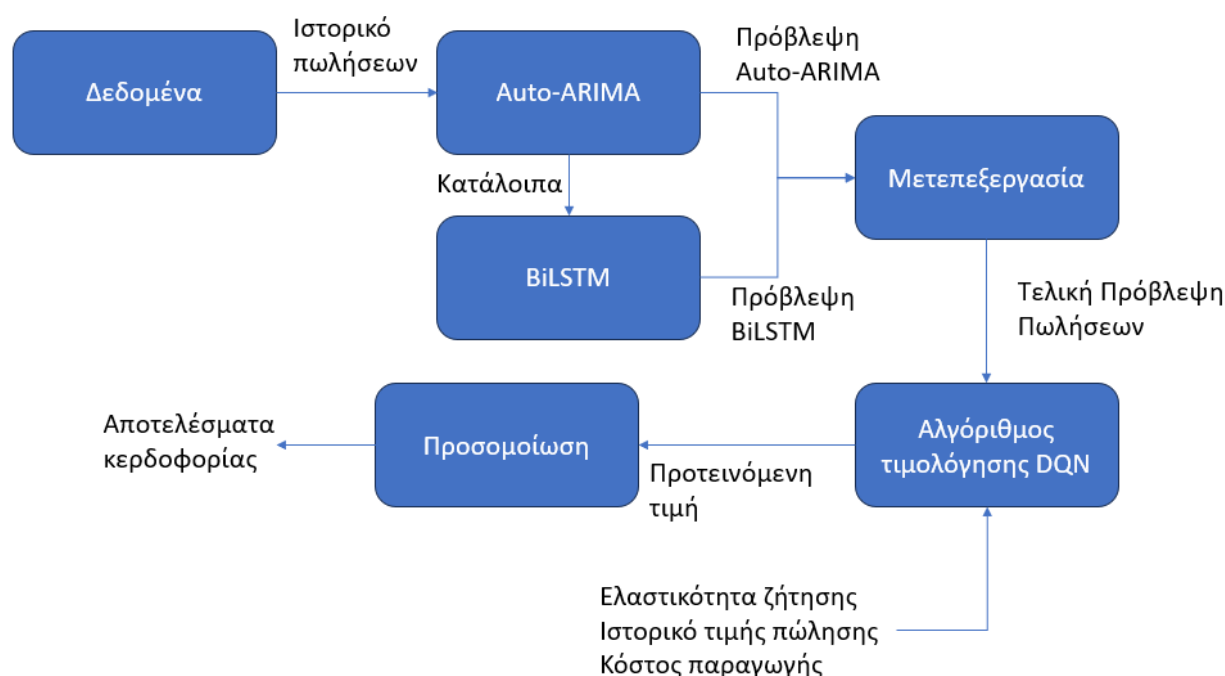 Δεδομένα
Ιστορικό
πωλήσεων
Auto-ARIMA
Πρόβλεψη
Auto-ARIMA
Κατάλοιπα
BiLSTM
Πρόβλεψη
BiLSTM
Μετεπεξεργασία
Τελική Πρόβλεψη
Πωλήσεων
Αλγόριθμος
τιμολόγησης DQN
Προτεινόμενη
τιμή
Προσομοίωση
Αποτελέσματα
κερδοφορίας
Ελαστικότητα ζήτησης
Ιστορικό τιμής πώλησης
Κόστος παραγωγής